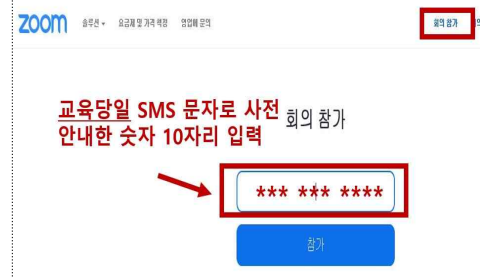 zoom 솔루션 요금제 및 가격 책정 영업에 문의 회의 참가
교육당일 SMS 문자로 사전
안내한 숫자 10자리 입력
회의 참가
*** *** ****
참가